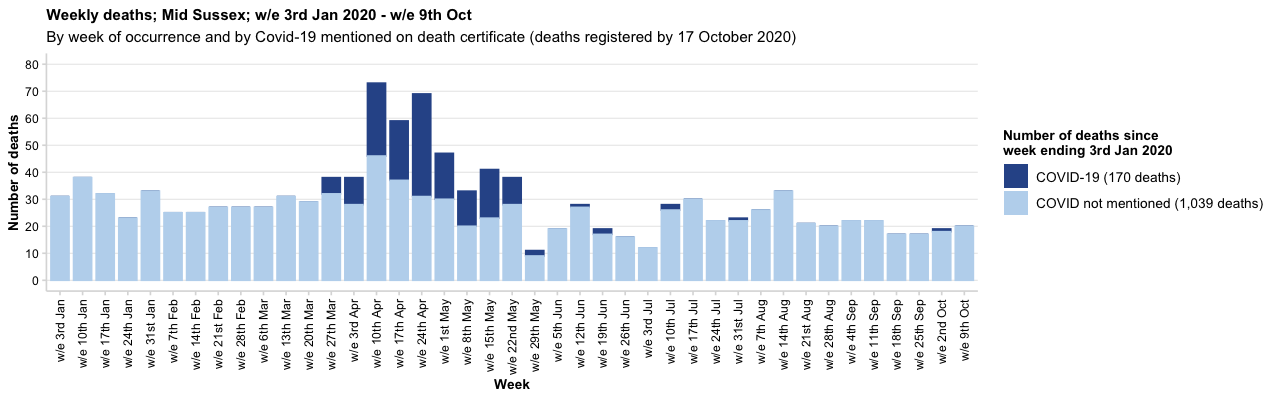 Weekly deaths; Mid Sussex; w/e 3rd Jan 2020 - w/e 9th Oct
By week of occurrence and by Covid-19 mentioned on death certificate (deaths registered by 17 October 2020)
Number of deaths
80
70
60
50
40
30
20
10
0
w/e 3rd Jan
w/e 10th Jan
w/e 17th Jan
w/e 24th Jan
w/e 31st Jan
w/e 7th Feb
w/e 14th Feb
w/e 21st Feb
w/e 28th Feb
w/e 6th Mar
w/e 13th Mar
w/e 20th Mar
w/e 27th Mar
w/e 3rd Apr
w/e 10th Apr
w/e 17th Apr
w/e 24th Apr
w/e 1st May
w/e 8th May
w/e 15th May
w/e 22nd May
w/e 29th May
w/e 5th Jun
w/e 12th Jun
w/e 19th Jun
w/e 26th Jun
w/e 3rd Jul
w/e 10th Jul
w/e 17th Jul
w/e 24th Jul
w/e 31st Jul
w/e 7th Aug
w/e 14th Aug
w/e 21st Aug
w/e 28th Aug
w/e 4th Sep
w/e 11th Sep
w/e 18th Sep
w/e 25th Sep
w/e 2nd Oct
w/e 9th Oct
Week
Number of deaths since
week ending 3rd Jan 2020
COVID-19 (170 deaths)
COVID not mentioned (1,039 deaths)